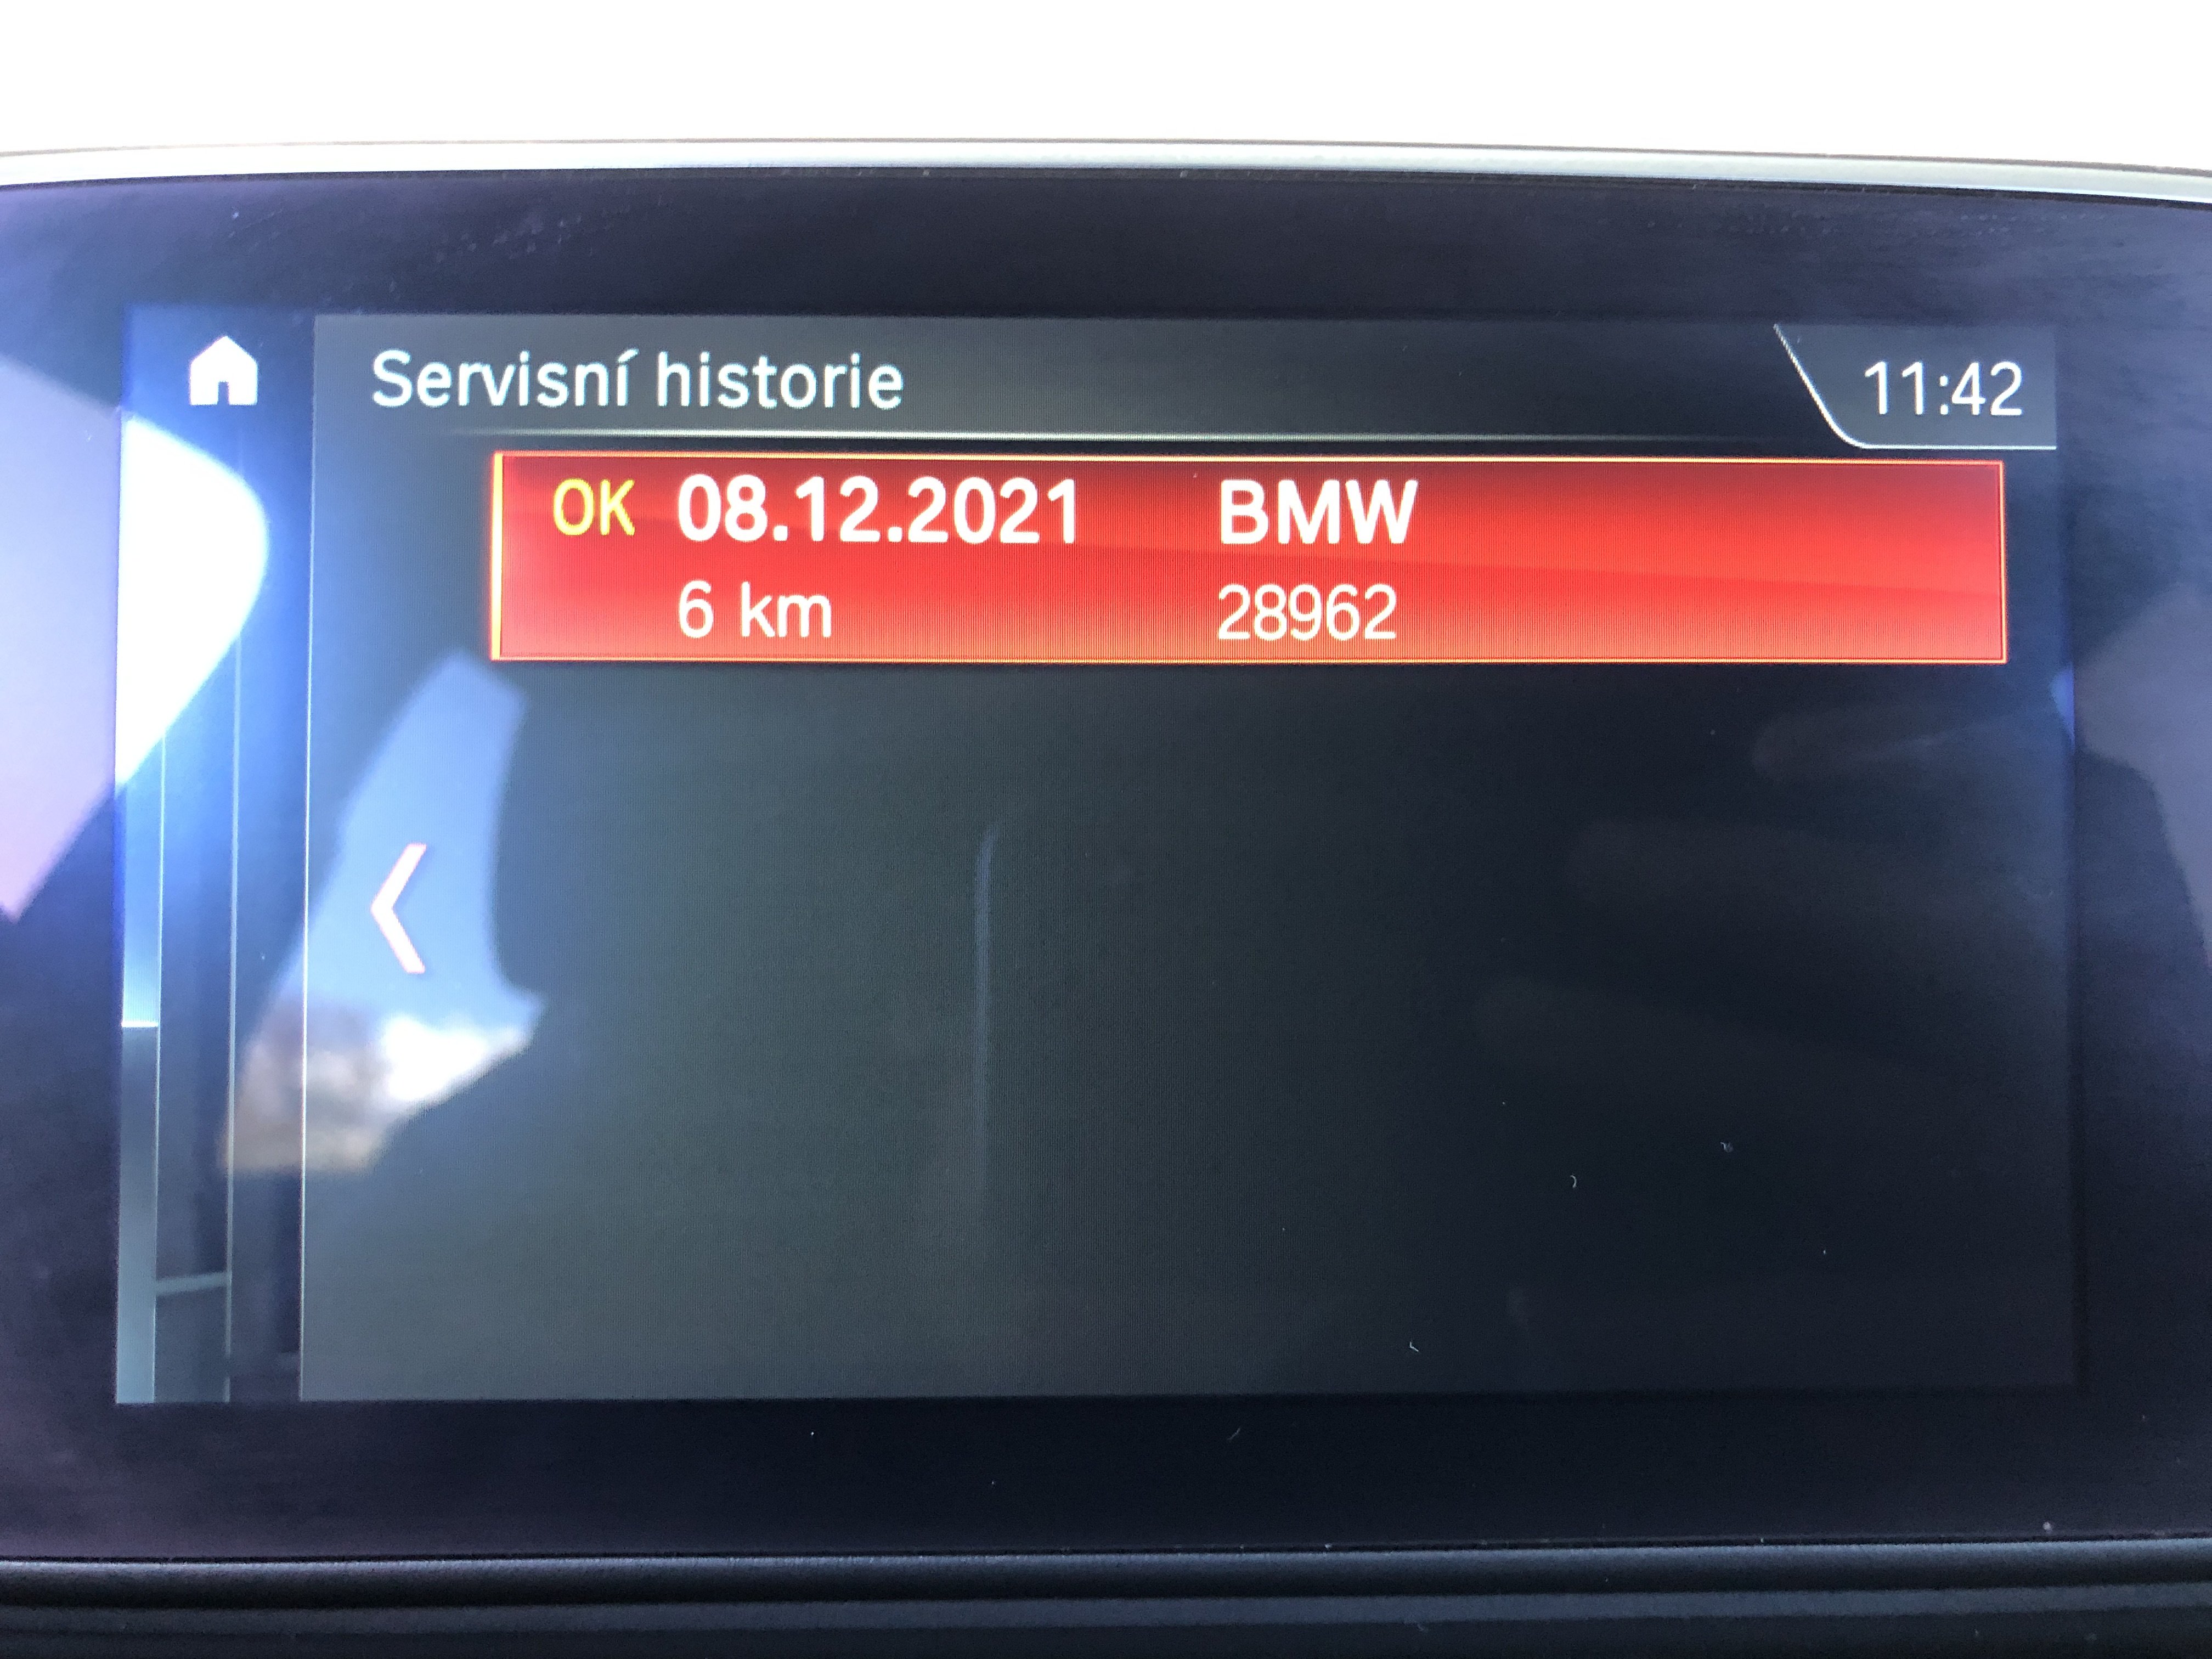 Servisní historie
11:42
OK 08.12.2021 BMW
6 km 28962